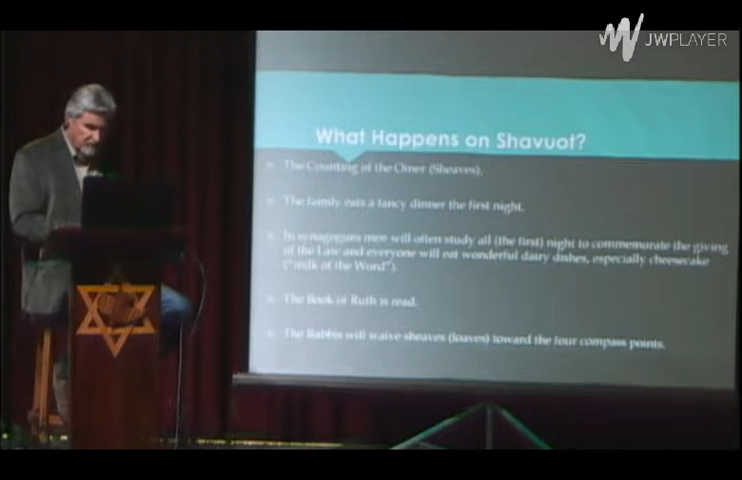 JWPLAYER
What Happens on Shavuot?
The Counting of the Omer (Sheaves).
The family eats a fancy dinner the first night.
In synagogues men will often study all (the first) night to commemorate the giving
of the Law and everyone will eat wonderful dairy dishes, especially cheesecake
("milk of the Word").
The Book of Ruth is read.
The Rabbis will waive sheaves (loaves) toward the four compass points.